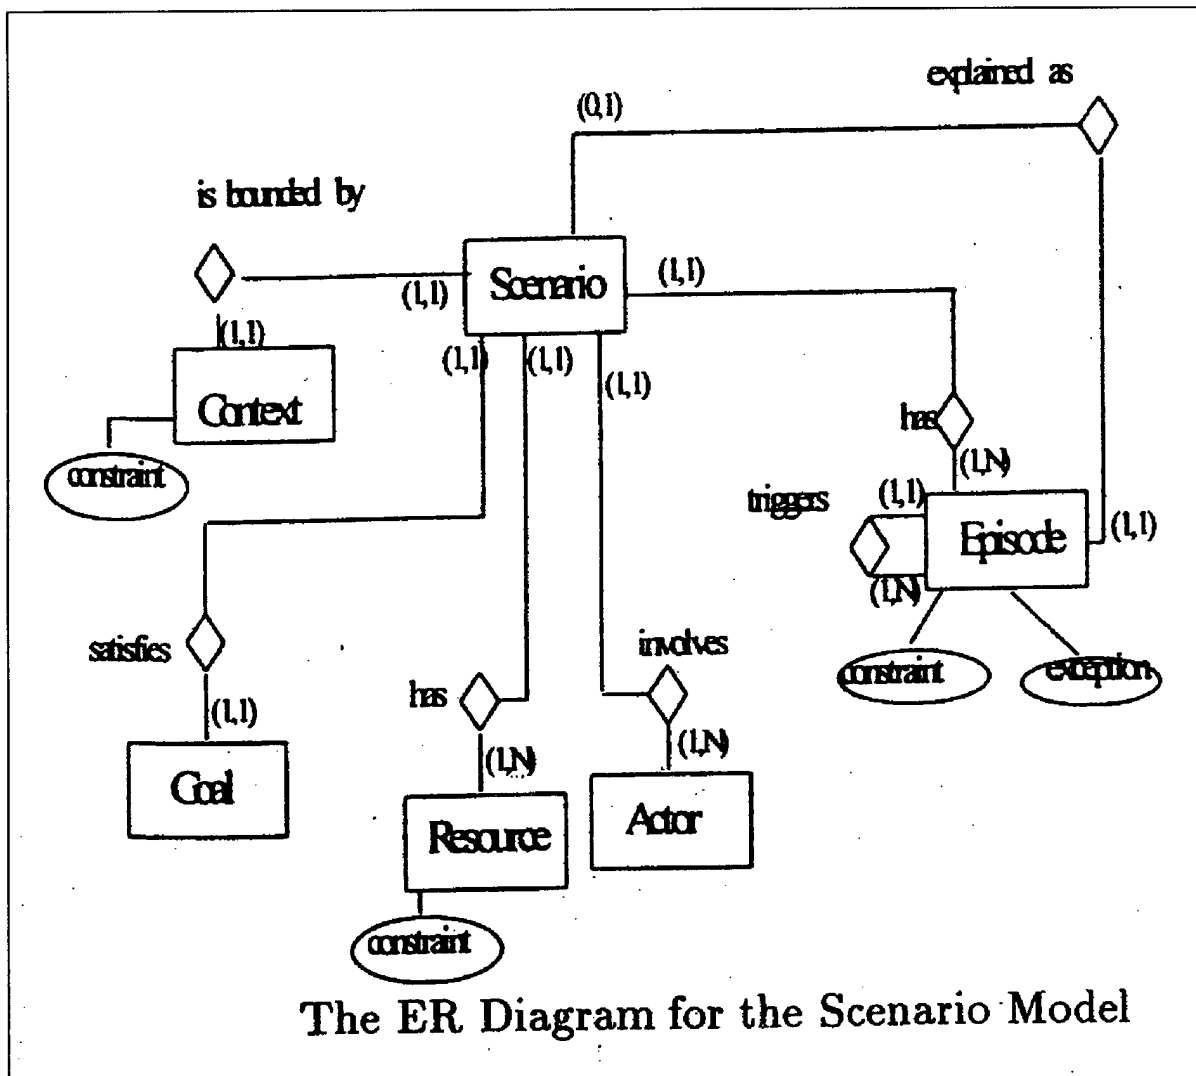 explained as
(0,1)
is bounded by
Scenario
(1,1)
(1,1)
(1,1)
(1,1)
(1,1)
(1,1)
Context
has
constraint
(1,N)
triggers
(1,1)
Episode
(1,1)
(1,N)
satisfies
involves
constraint
exception
has
(1,1)
(1,N)
(1,N)
Goal
Actor
Resource
constraint
The ER Diagram for the Scenario Model